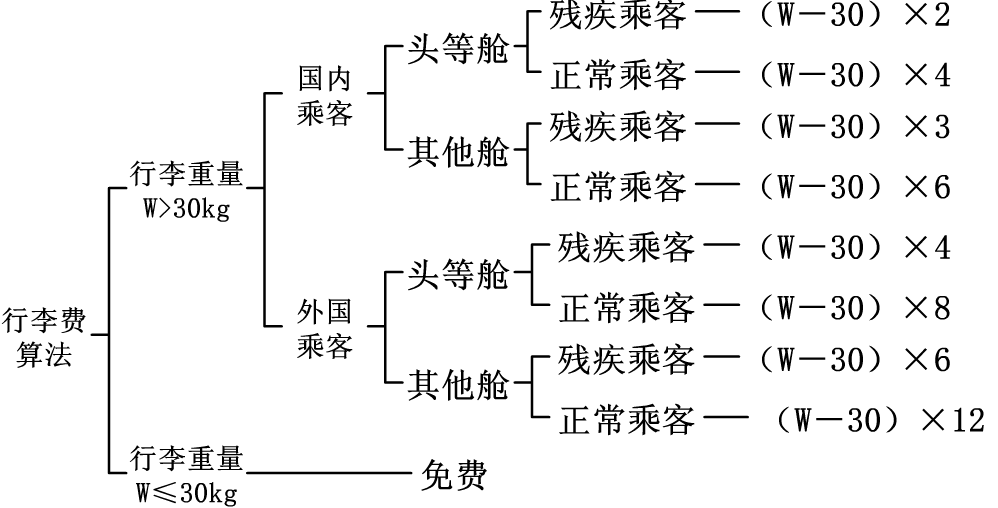 行李费
算法
行李重量
W>30kg
国内
乘客
头等舱
残疾乘客 (W-30)×2
正常乘客 (W-30)×4
其他舱
残疾乘客 (W-30)×3
正常乘客 (W-30)×6
外国
乘客
头等舱
残疾乘客 (W-30)×4
正常乘客 (W-30)×8
其他舱
残疾乘客 (W-30)×6
正常乘客 (W-30)×12
行李重量
W≤30kg
免费